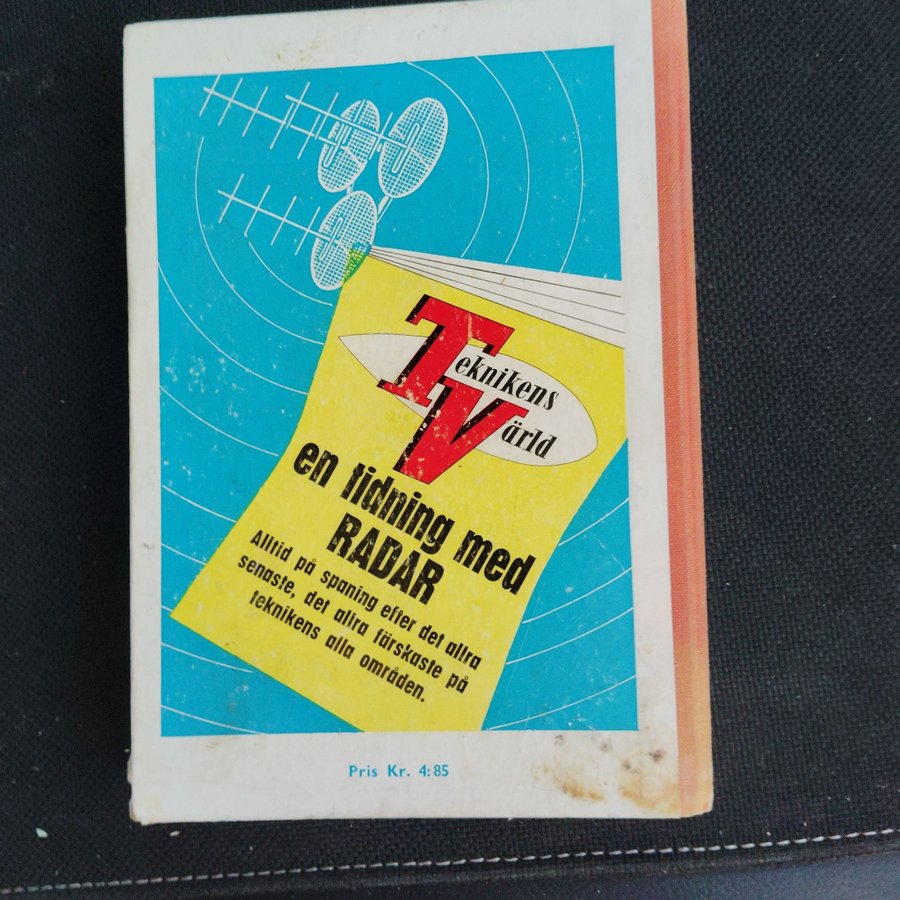 Teknikens
Värld
en tidning med
RADAR
Alltid på spaning efter det allra
senaste, det allra färskaste på
teknikens alla områden.
Pris Kr. 4:85